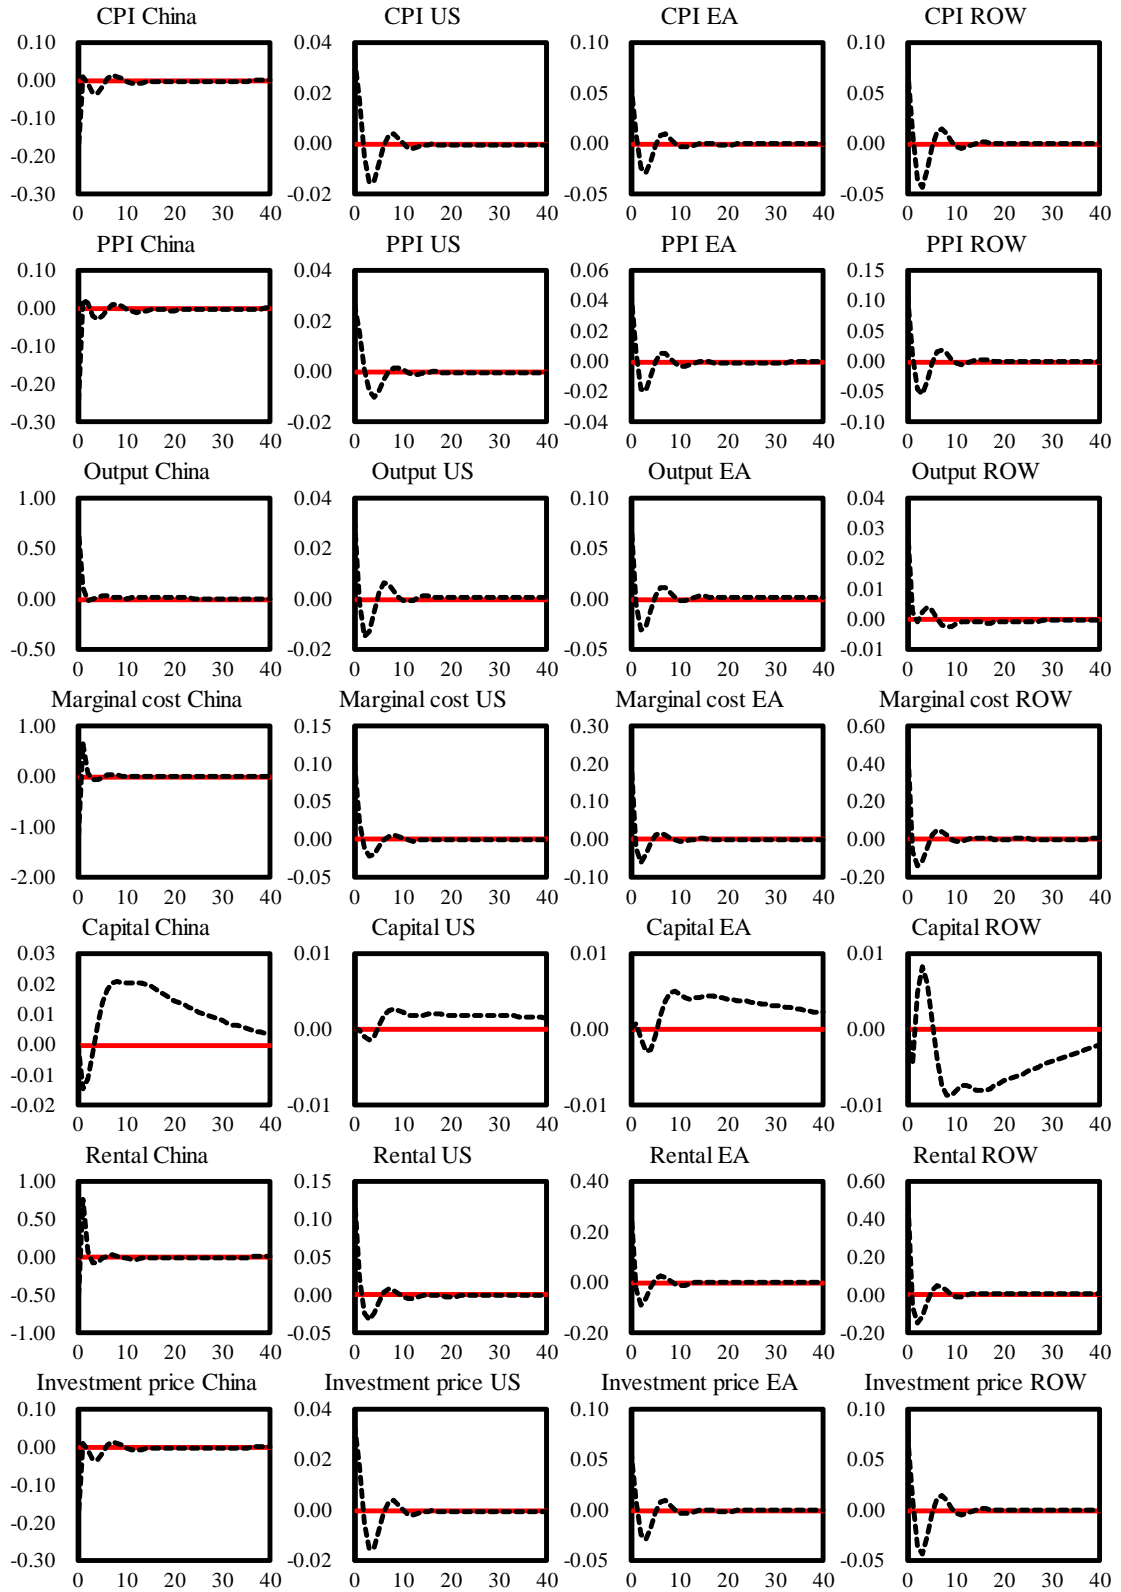 CPI China CPI US CPI EA CPI ROW
0.10 0.04 0.10 0.10
0.00 0.02 0.05 0.05
-0.10 0.00 0.00 0.00
-0.20
-0.30 -0.02 -0.05 -0.05
0 10 20 30 40 0 10 20 30 40 0 10 20 30 40 0 10 20 30 40
PPI China PPI US PPI EA PPI ROW
0.10 0.04 0.06 0.15
0.00 0.02 0.04 0.10
-0.10 0.00 0.02 0.05
-0.20 0.00 0.00
-0.02 -0.05
-0.30 -0.02 -0.04 -0.10
0 10 20 30 40 0 10 20 30 40 0 10 20 30 40 0 10 20 30 40
Output China Output US Output EA Output ROW
1.00 0.04 0.10 0.04
0.50 0.02 0.05 0.03
0.00 0.00 0.00 0.02
0.01
0.00
-0.50 -0.02 -0.05 -0.01
0 10 20 30 40 0 10 20 30 40 0 10 20 30 40 0 10 20 30 40
Marginal cost China Marginal cost US Marginal cost EA Marginal cost ROW
1.00 0.15 0.30 0.60
0.00 0.10 0.20 0.40
-1.00 0.05 0.10 0.20
0.00 0.00 0.00
-2.00 -0.05 -0.10 -0.20
0 10 20 30 40 0 10 20 30 40 0 10 20 30 40 0 10 20 30 40
Capital China Capital US Capital EA Capital ROW
0.03 0.01 0.01 0.01
0.02 0.00 0.00 0.00
0.01
0.00
-0.01
-0.02 -0.01 -0.01 -0.01
0 10 20 30 40 0 10 20 30 40 0 10 20 30 40 0 10 20 30 40
Rental China Rental US Rental EA Rental ROW
1.00 0.15 0.40 0.60
0.50 0.10 0.20 0.40
0.00 0.05 0.00 0.20
-0.50 0.00 0.00
-1.00 -0.05 -0.20 -0.20
0 10 20 30 40 0 10 20 30 40 0 10 20 30 40 0 10 20 30 40
Investment price China Investment price US Investment price EA Investment price ROW
0.10 0.04 0.10 0.10
0.00 0.02 0.05 0.05
-0.10 0.00 0.00 0.00
-0.20
-0.30 -0.02 -0.05 -0.05
0 10 20 30 40 0 10 20 30 40 0 10 20 30 40 0 10 20 30 40